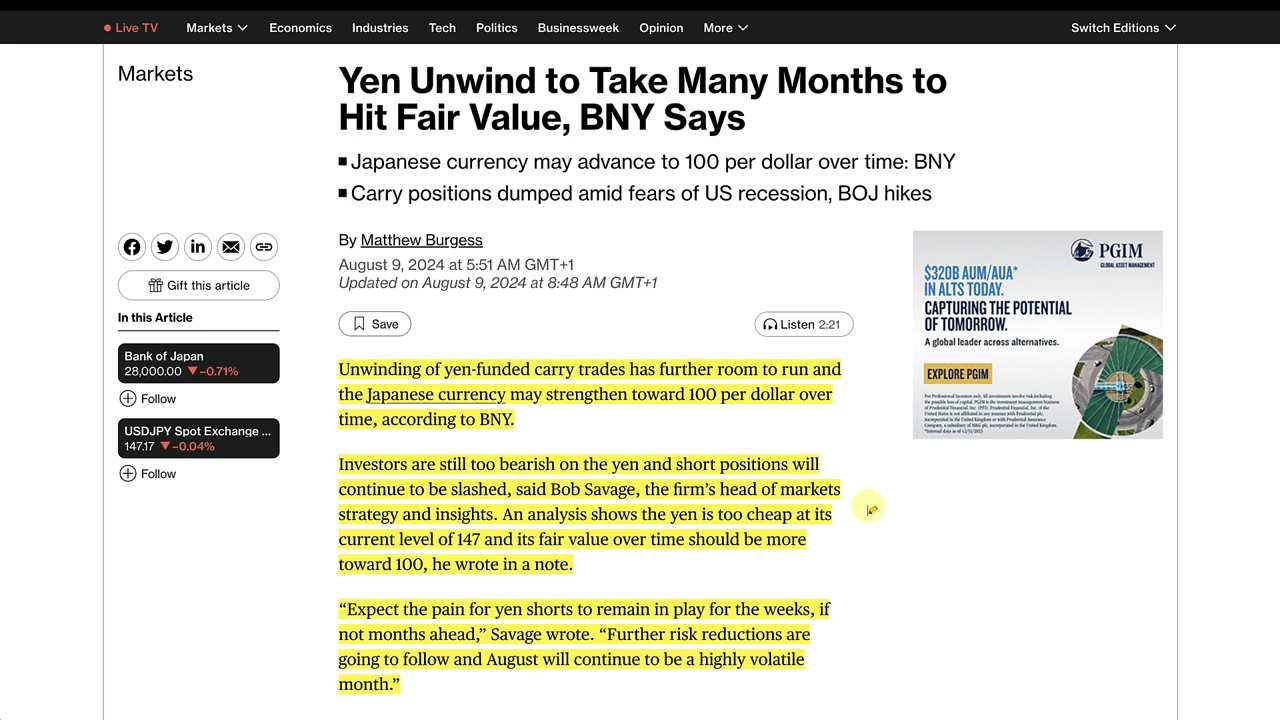 Live TV
Markets
Economics
Industries
Tech
Politics
Businessweek
Opinion
More
Switch Editions
Markets
Yen Unwind to Take Many Months to
Hit Fair Value, BNY Says
Japanese currency may advance to 100 per dollar over time: BNY
Carry positions dumped amid fears of US recession, BOJ hikes
By Matthew Burgess
August 9, 2024 at 5:51 AM GMT+1
Updated on August 9, 2024 at 8:48 AM GMT+1
Gift this article
Save
Listen 2:21
In this Article
Bank of Japan
28,000.00 ▼−0.71%
Follow
USDJPY Spot Exchange ...
147.17 ▼−0.04%
Follow
Unwinding of yen-funded carry trades has further room to run and
the Japanese currency may strengthen toward 100 per dollar over
time, according to BNY.
Investors are still too bearish on the yen and short positions will
continue to be slashed, said Bob Savage, the firm’s head of markets
strategy and insights. An analysis shows the yen is too cheap at its
current level of 147 and its fair value over time should be more
toward 100, he wrote in a note.
“Expect the pain for yen shorts to remain in play for the weeks, if
not months ahead,” Savage wrote. “Further risk reductions are
going to follow and August will continue to be a highly volatile
month.”
PGIM
GLOBAL ASSET MANAGEMENT
$320B AUM/AUA*
IN ALTS TODAY.
CAPTURING THE POTENTIAL
OF TOMORROW.
A global leader across alternatives.
EXPLORE PGIM